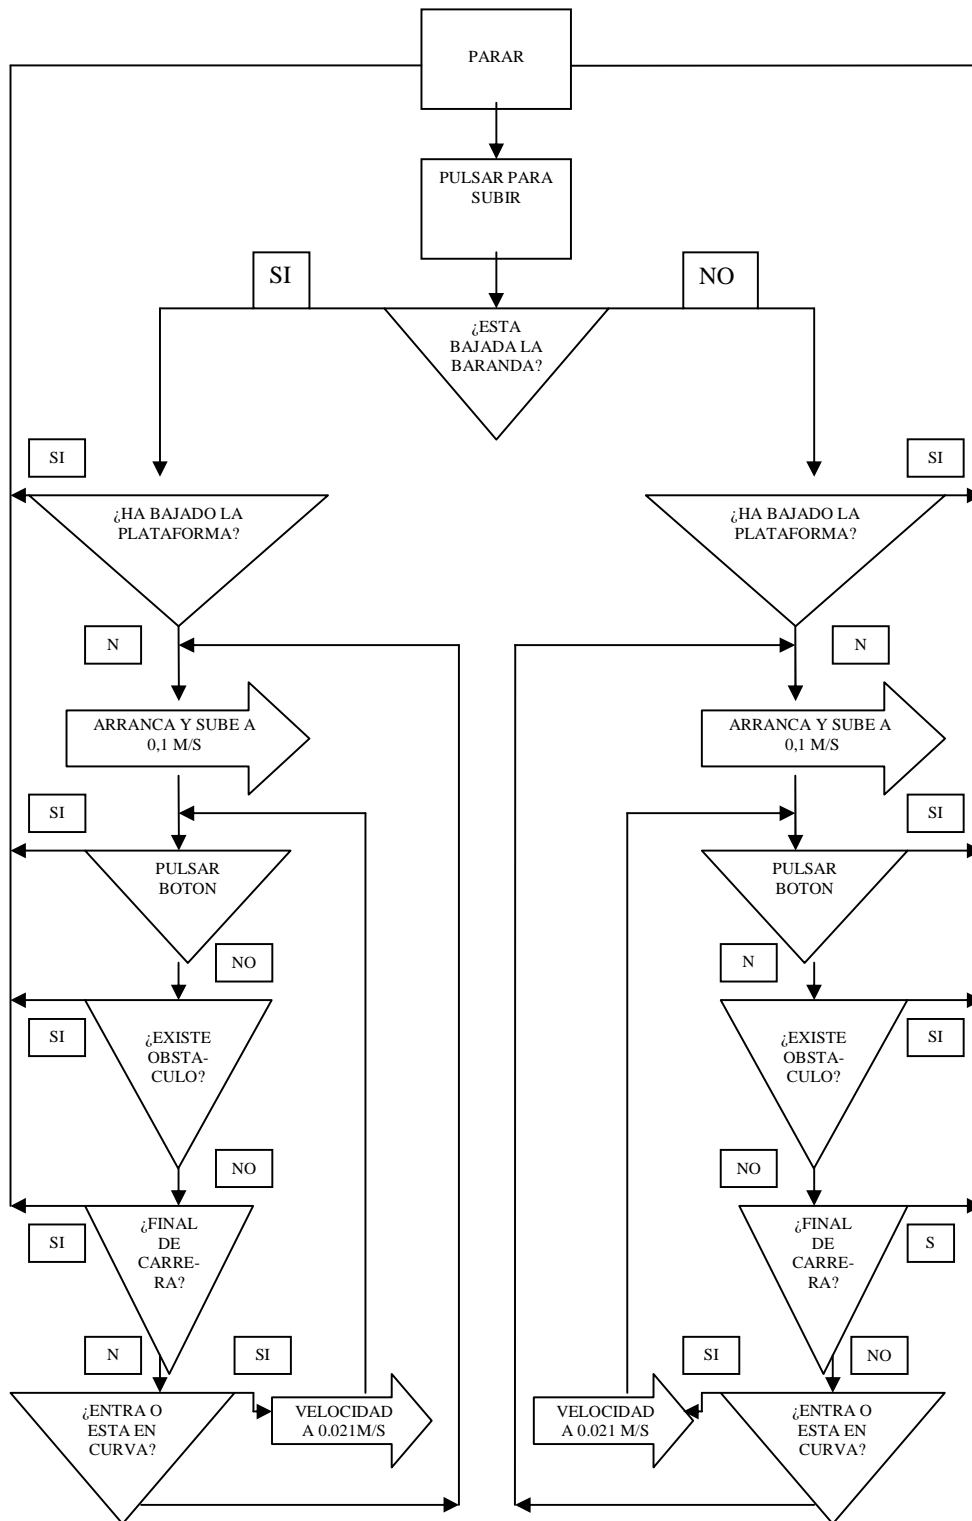 PARAR
PULSAR PARA
SUBIR
SI
NO
¿ESTA
BAJADA LA
BARANDA?
SI
SI
¿HA BAJADO LA
PLATAFORMA?
¿HA BAJADO LA
PLATAFORMA?
N
N
ARRANCA Y SUBE A
0,1 M/S
ARRANCA Y SUBE A
0,1 M/S
SI
SI
PULSAR
BOTON
PULSAR
BOTON
NO
N
SI
¿EXISTE
OBSTA-
CULO?
¿EXISTE
OBSTA-
CULO?
SI
NO
NO
SI
¿FINAL
DE
CARRE-
RA?
¿FINAL
DE
CARRE-
RA?
S
N
SI
SI
NO
¿ENTRA O
ESTA EN
CURVA?
VELOCIDAD
A 0.021M/S
VELOCIDAD
A 0.021 M/S
¿ENTRA O
ESTA EN
CURVA?